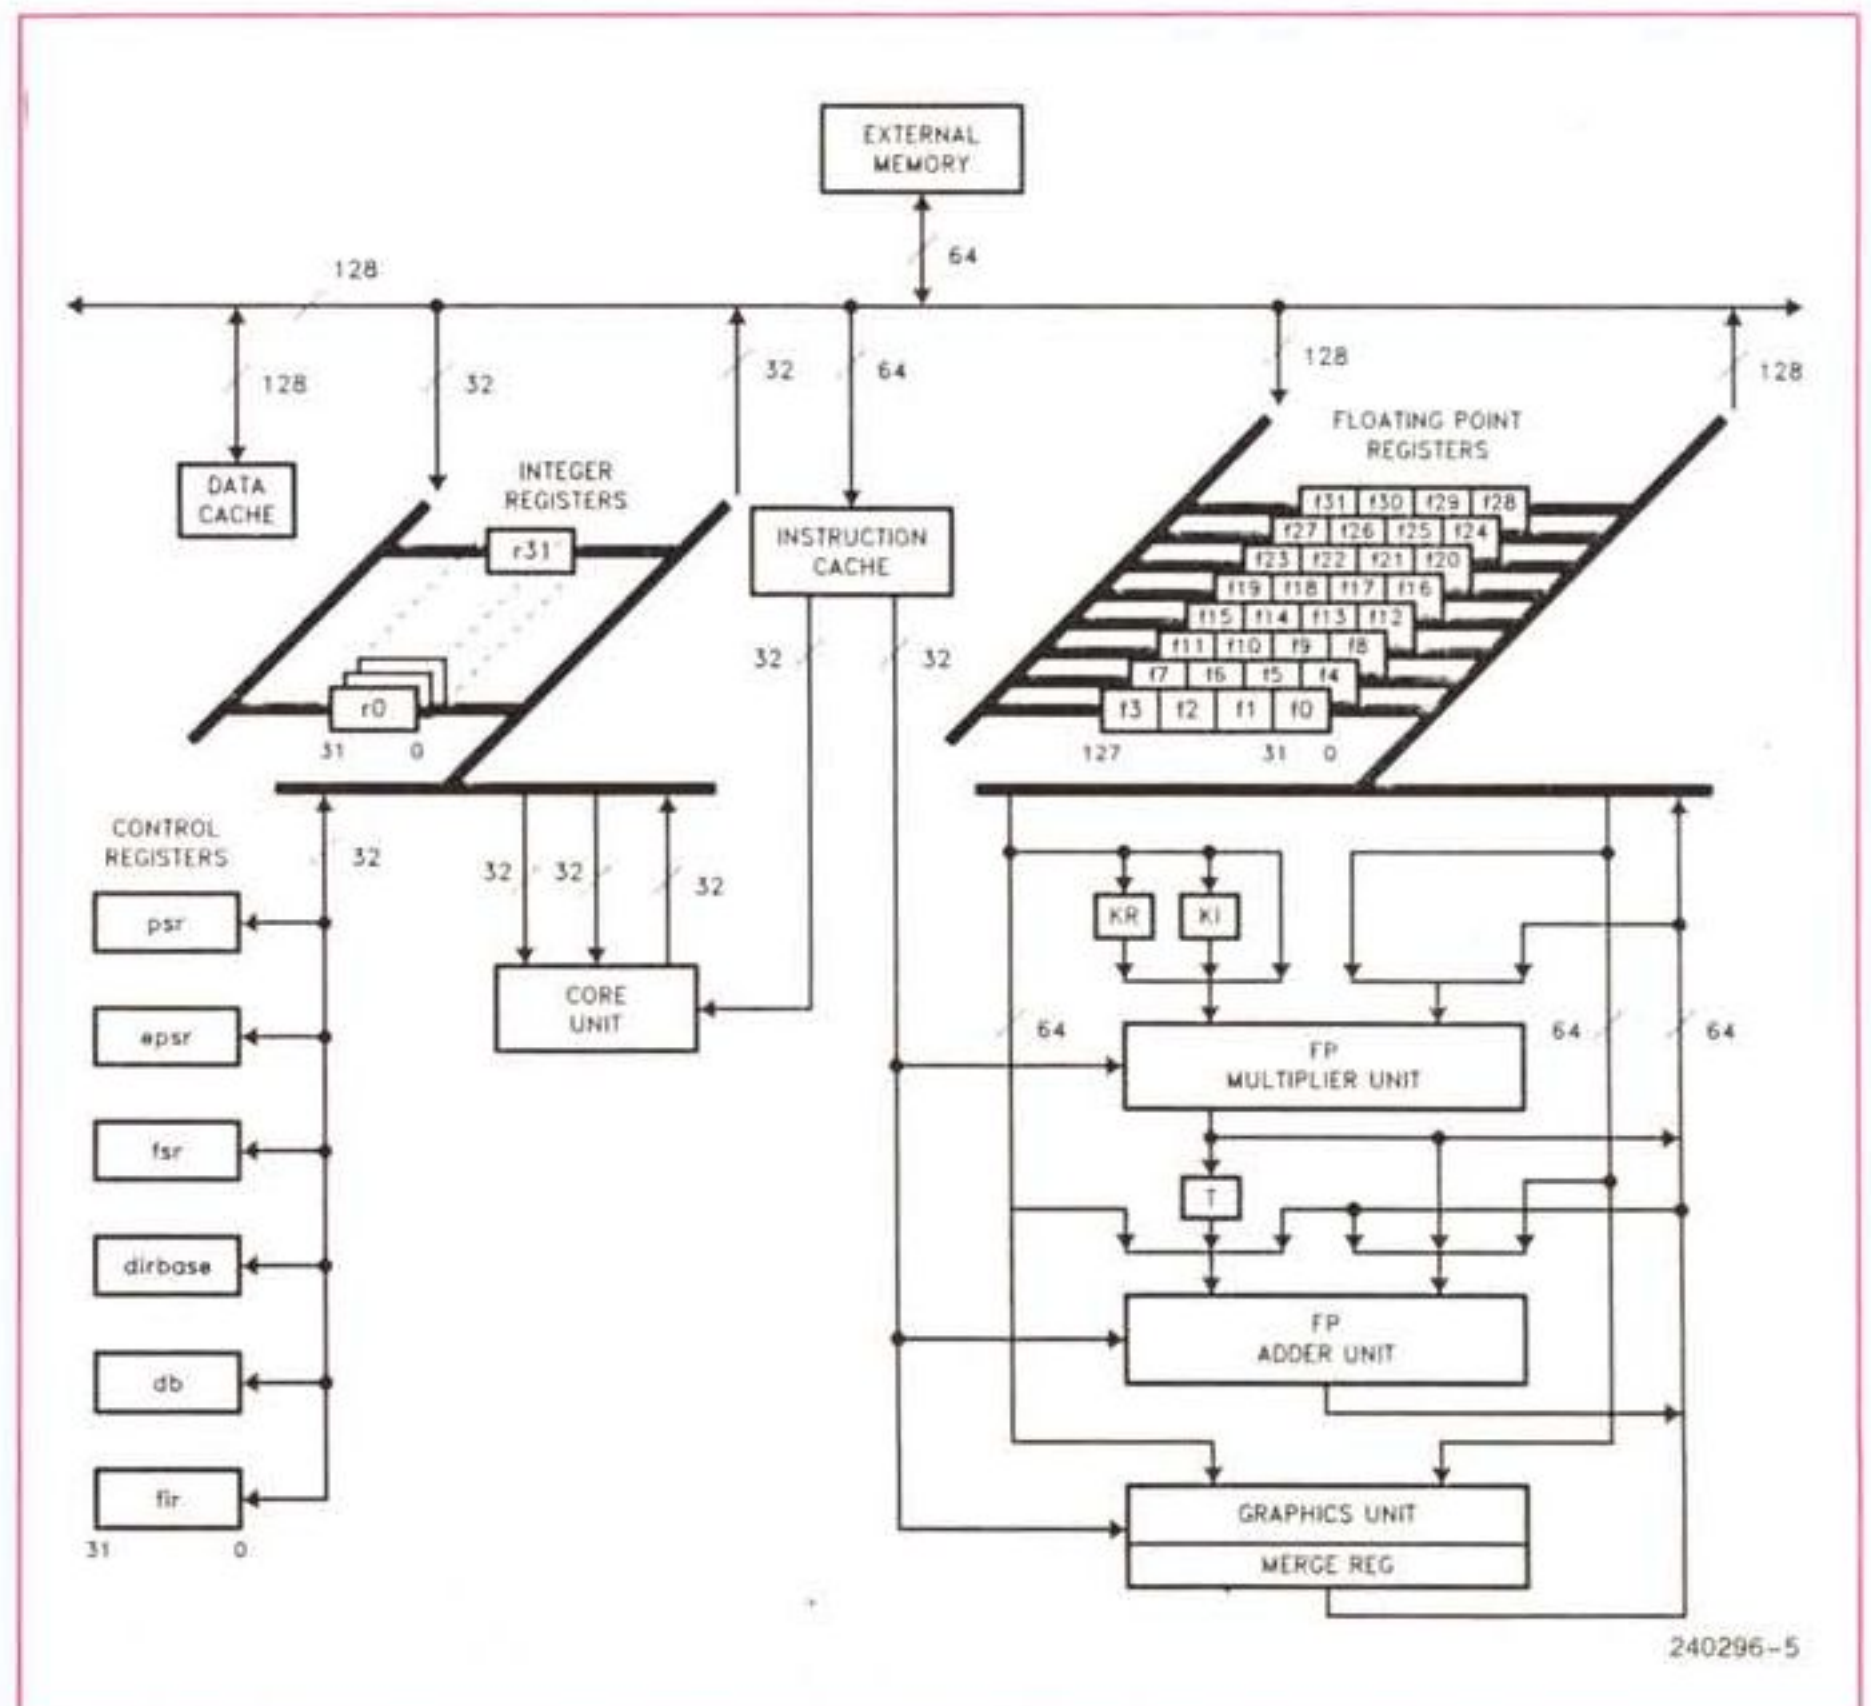 EXTERNAL
MEMORY
64
128
128
32
32
64
128
128
DATA
CACHE
INTEGER
REGISTERS
r31
r0
31 0
INSTRUCTION
CACHE
32
32
FLOATING POINT
REGISTERS
f31 f30 f29 f28
f27 f26 f25 f24
f23 f22 f21 f20
f19 f18 f17 f16
f15 f14 f13 f12
f11 f10 f9 f8
f7 f6 f5 f4
f3 f2 f1 f0
127 31 0
CONTROL
REGISTERS
32
psr
epsr
fsr
dirbase
db
fir
31 0
32
32
32
CORE
UNIT
KR
KI
64
64
64
FP
MULTIPLIER UNIT
T
FP
ADDER UNIT
GRAPHICS UNIT
MERGE REG
240296-5